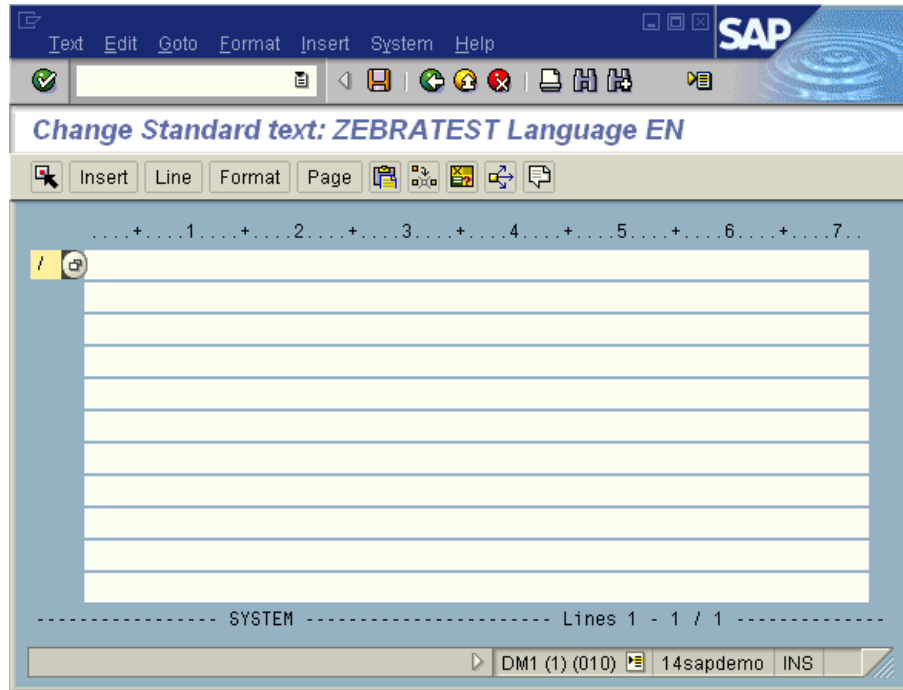 Text Edit Goto Format Insert System Help
SAP
Change Standard text: ZEBRATEST Language EN
Insert Line Format Page
....+....1....+....2....+....3....+....4....+....5....+....6....+....7..
/
----------------- SYSTEM ----------------------- Lines 1 - 1 / 1 --------------
DM1 (1) (010) 14sapdemo INS